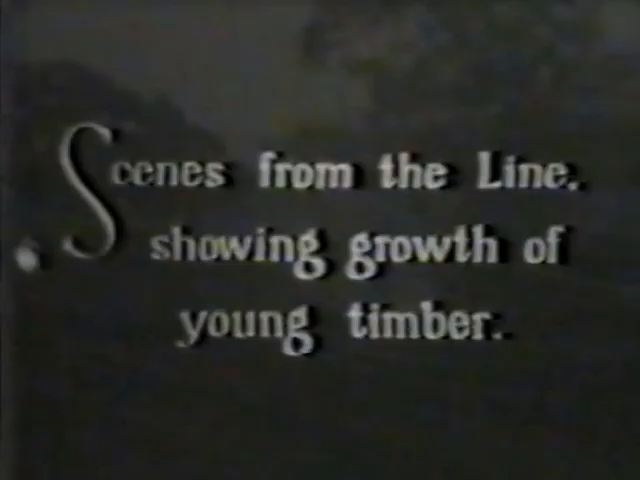 Scenes from the Line,
showing growth of
young timber.